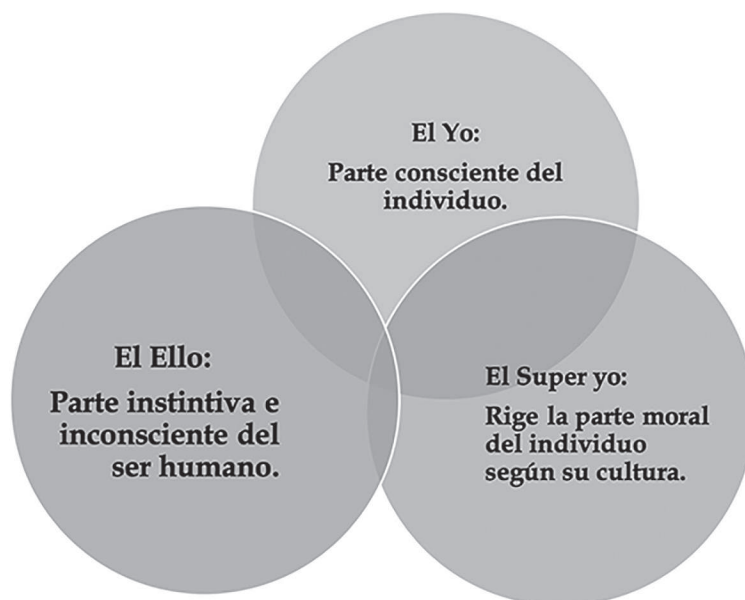 El Yo:
Parte consciente del
individuo.
El Ello:
Parte instintiva e
inconsciente del
ser humano.
El Super yo:
Rige la parte moral
del individuo
según su cultura.